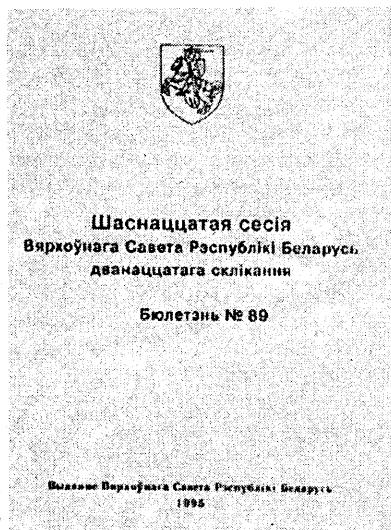 Шаснаццатая сесія
Вярхоўнага Савета Рэспублікі Беларусь
дванаццатага склікання
Бюлетэнь № 89
Выданне Вярхоўнага Савета Рэспублікі Беларусь
1995